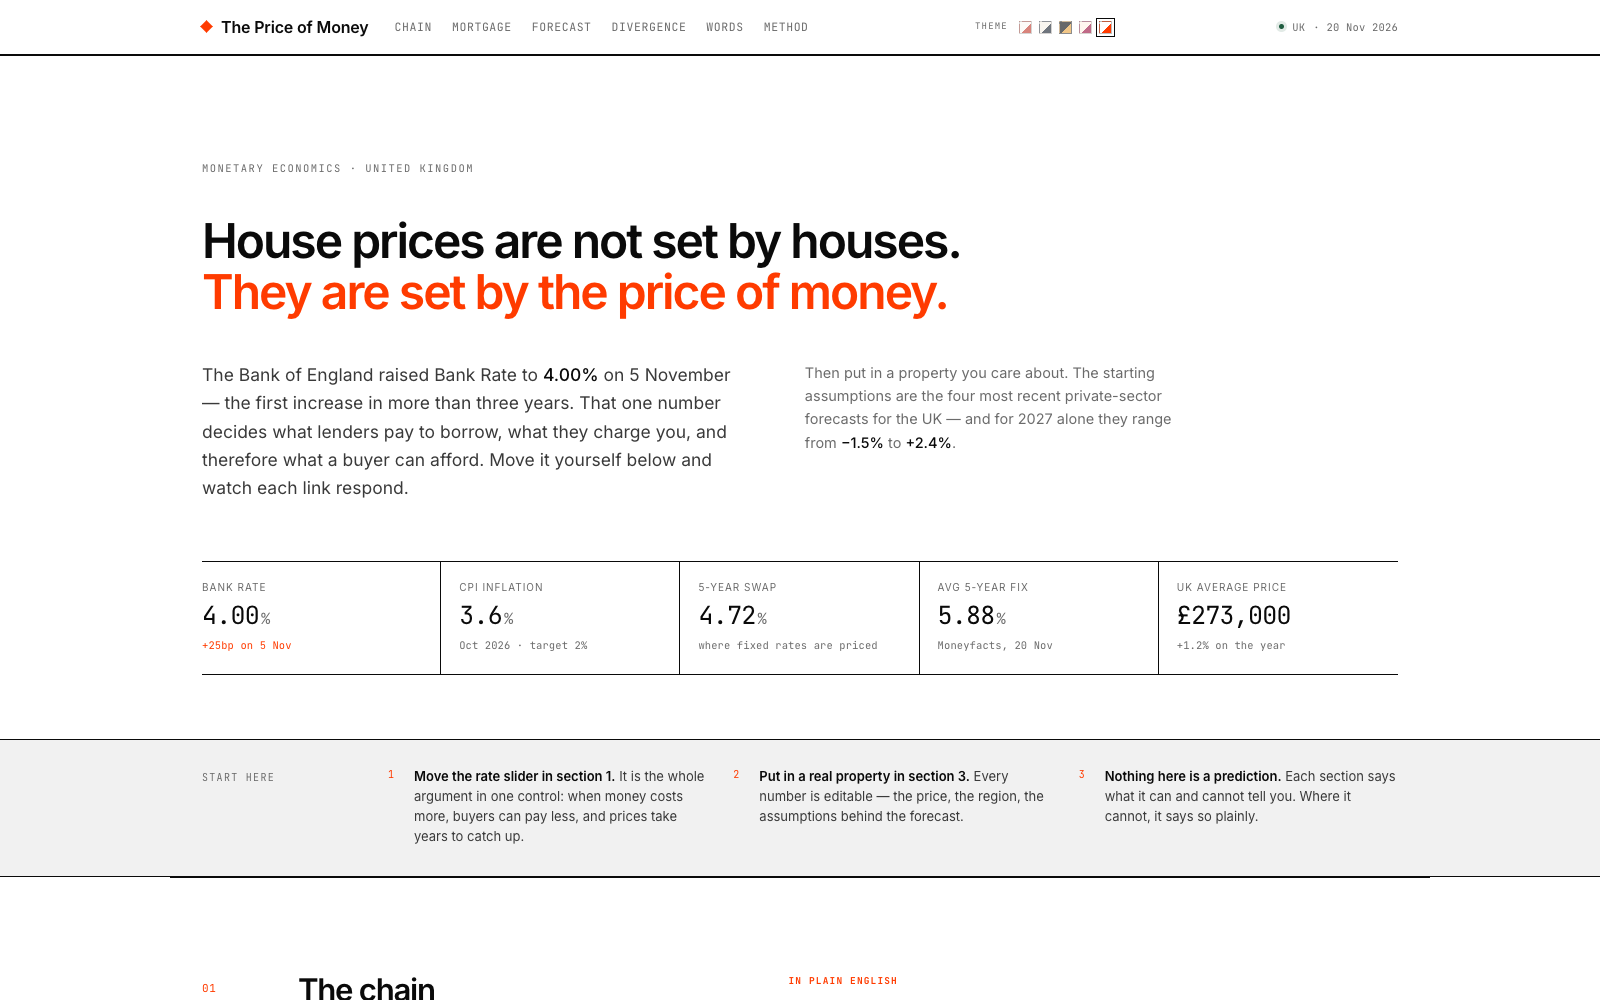 The Price of Money
CHAIN MORTGAGE FORECAST DIVERGENCE WORDS METHOD
THEME
UK · 20 Nov 2026
MONETARY ECONOMICS · UNITED KINGDOM
House prices are not set by houses.
They are set by the price of money.
The Bank of England raised Bank Rate to 4.00% on 5 November
— the first increase in more than three years. That one number
decides what lenders pay to borrow, what they charge you, and
therefore what a buyer can afford. Move it yourself below and
watch each link respond.
Then put in a property you care about. The starting
assumptions are the four most recent private-sector
forecasts for the UK — and for 2027 alone they range
from −1.5% to +2.4%.
BANK RATE
4.00%
+25bp on 5 Nov
CPI INFLATION
3.6%
Oct 2026 · target 2%
5-YEAR SWAP
4.72%
where fixed rates are priced
AVG 5-YEAR FIX
5.88%
Moneyfacts, 20 Nov
UK AVERAGE PRICE
£273,000
+1.2% on the year
START HERE
1
Move the rate slider in section 1. It is the whole
argument in one control: when money costs
more, buyers can pay less, and prices take
years to catch up.
2
Put in a real property in section 3. Every
number is editable — the price, the region, the
assumptions behind the forecast.
3
Nothing here is a prediction. Each section says
what it can and cannot tell you. Where it
cannot, it says so plainly.
01
The chain
IN PLAIN ENGLISH